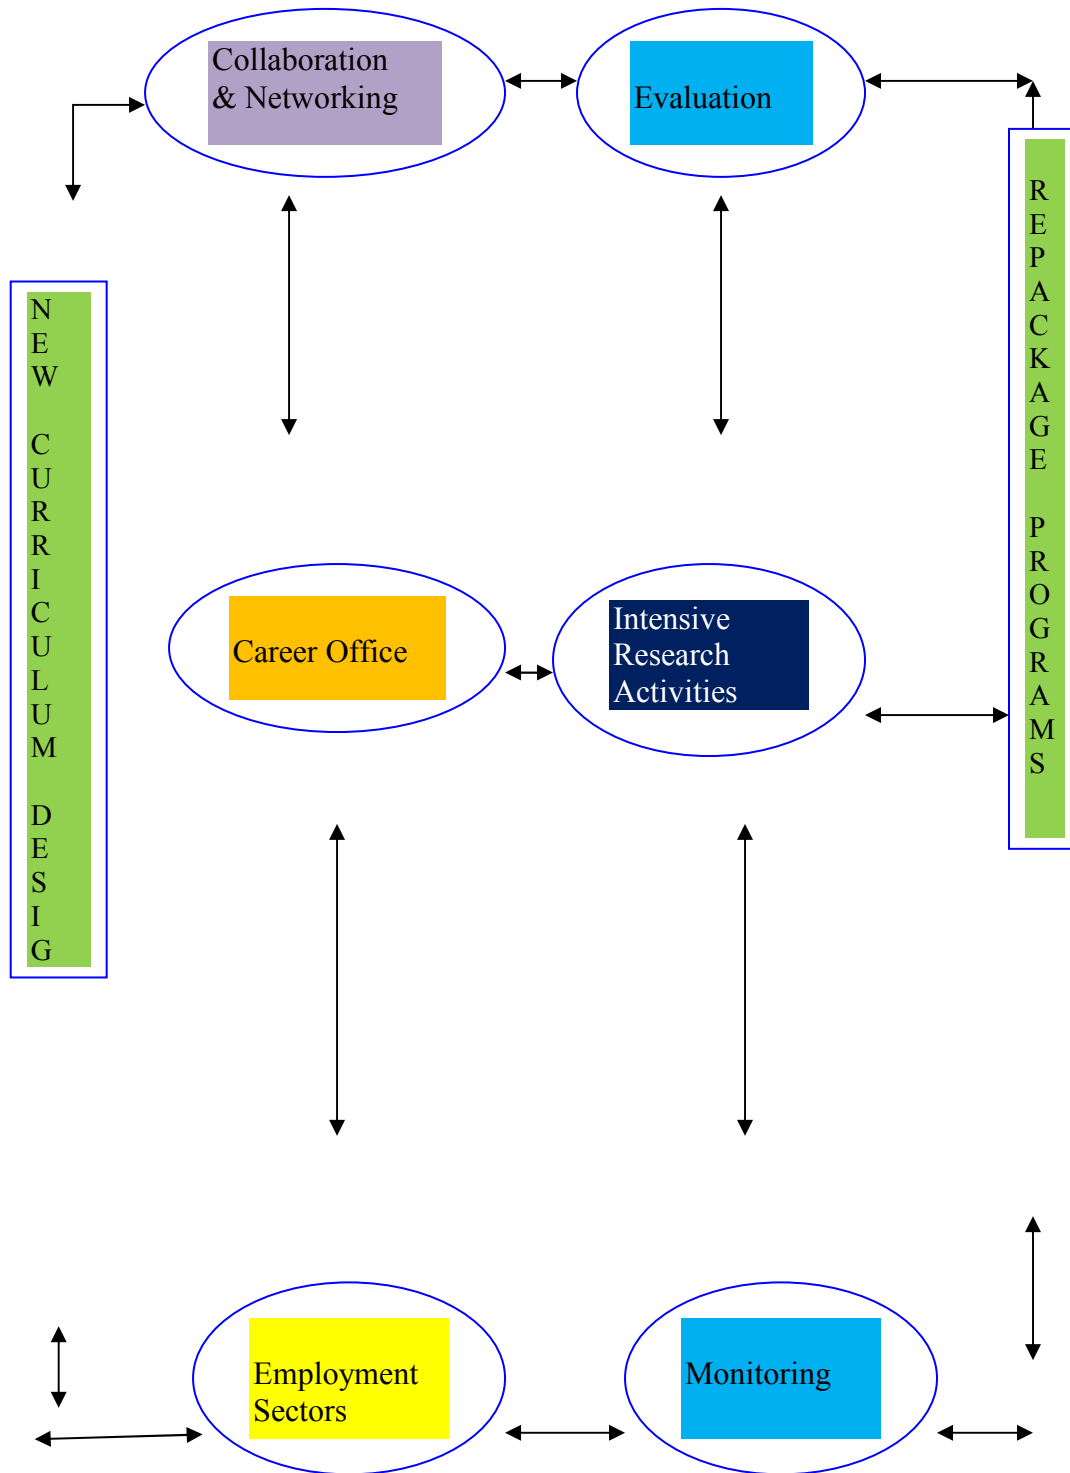 Collaboration
& Networking
Evaluation
REPACKAGE PROGRAMS
NEW CURRICULUM DESIG
Career Office
Intensive
Research
Activities
Employment
Sectors
Monitoring